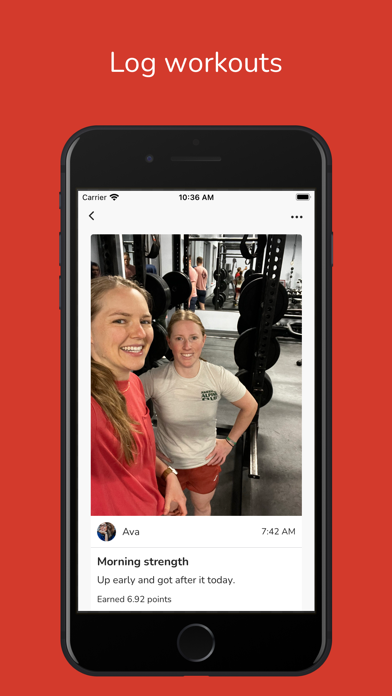 Log workouts
Carrier 10:36 AM
ALPINE
Ava 7:42 AM
Morning strength
Up early and got after it today.
Earned 6.92 points